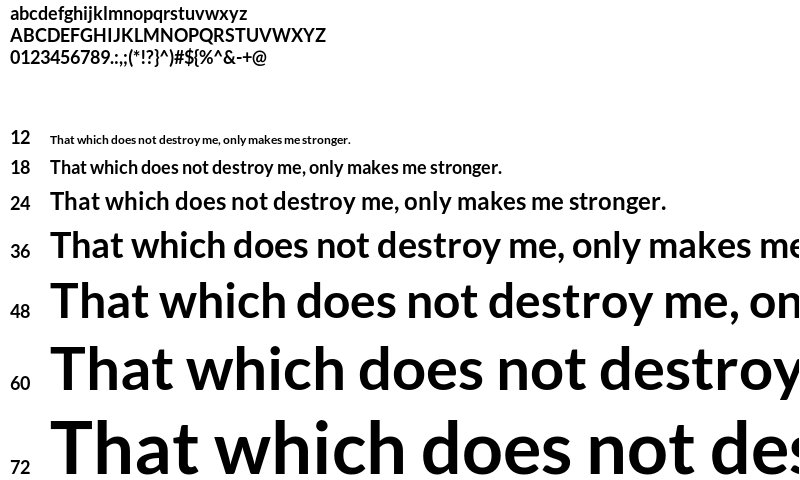 abcdefghijklmnopqrstuvwxyz
ABCDEFGHIJKLMNOPQRSTUVWXYZ
0123456789.:,;(*!?}^)#${%^&-+@
12 That which does not destroy me, only makes me stronger.
18 That which does not destroy me, only makes me stronger.
24 That which does not destroy me, only makes me stronger.
36 That which does not destroy me, only makes me
48 That which does not destroy me, on
60 That which does not destroy
72 That which does not des